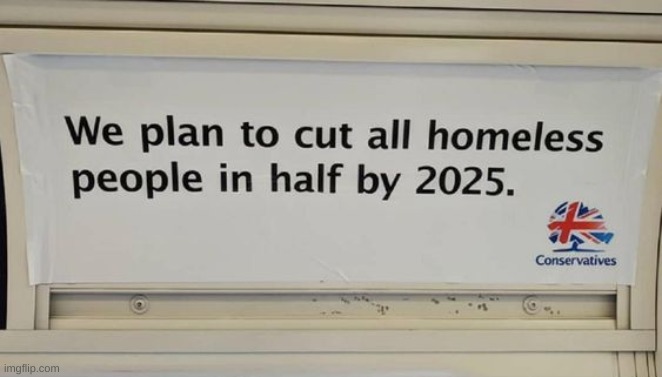 We plan to cut all homeless
people in half by 2025.
Conservatives
imgflip.com